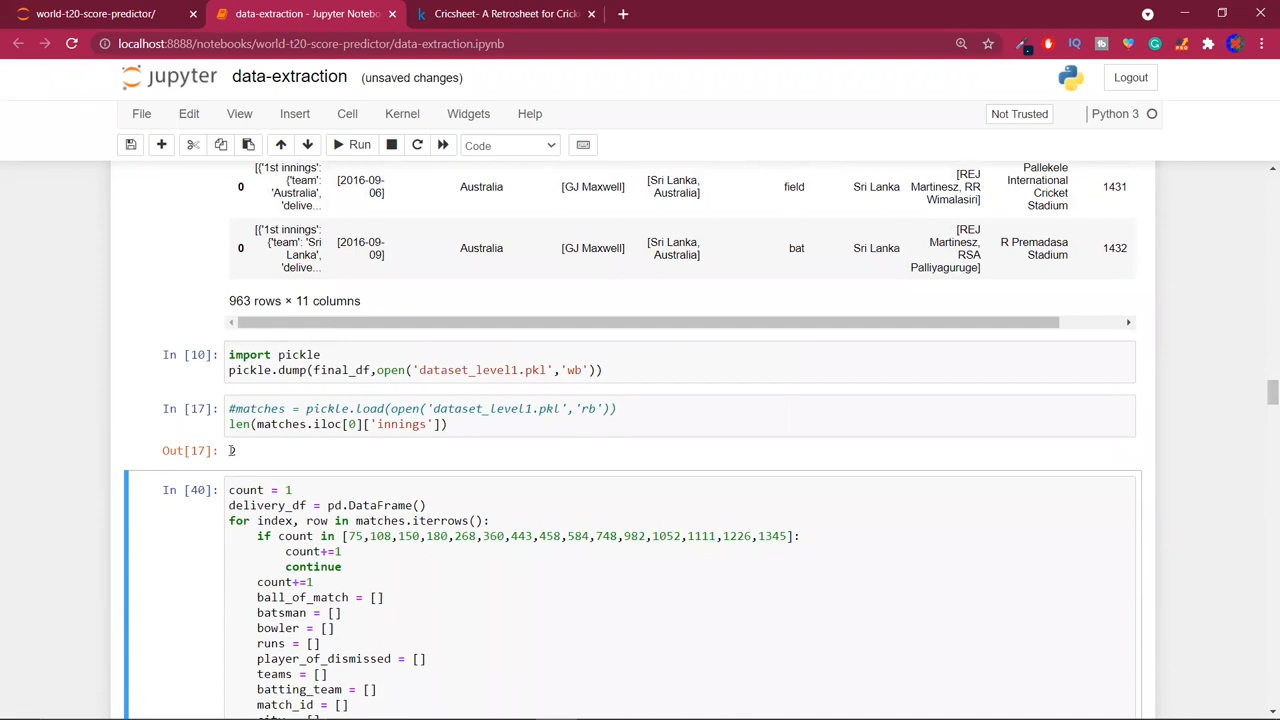 world-t20-score-predictor/
data-extraction - Jupyter Notebo
Cricsheet- A Retrosheet for Crick
localhost:8888/notebooks/world-t20-score-predictor/data-extraction.ipynb
jupyter data-extraction (unsaved changes) Logout
File Edit View Insert Cell Kernel Widgets Help Not Trusted Python 3
Run Code
0 [{'1st innings': {'team': 'Australia', 'delive... [2016-09-06] Australia [GJ Maxwell] [Sri Lanka, Australia] field Sri Lanka [REJ Martinesz, RR Wimalasiri] Pallekele International Cricket Stadium 1431
0 [{'1st innings': {'team': 'Sri Lanka', 'delive... [2016-09-09] Australia [GJ Maxwell] [Sri Lanka, Australia] bat Sri Lanka [REJ Martinesz, RSA Palliyaguruge] R Premadasa Stadium 1432
963 rows × 11 columns
In [10]: import pickle
pickle.dump(final_df,open('dataset_level1.pkl','wb'))
In [17]: #matches = pickle.load(open('dataset_level1.pkl','rb'))
len(matches.iloc[0]['innings'])
Out[17]: 2
In [40]: count = 1
delivery_df = pd.DataFrame()
for index, row in matches.iterrows():
if count in [75,108,150,180,268,360,443,458,584,748,982,1052,1111,1226,1345]:
count+=1
continue
count+=1
ball_of_match = []
batsman = []
bowler = []
runs = []
player_of_dismissed = []
teams = []
batting_team = []
match_id = []